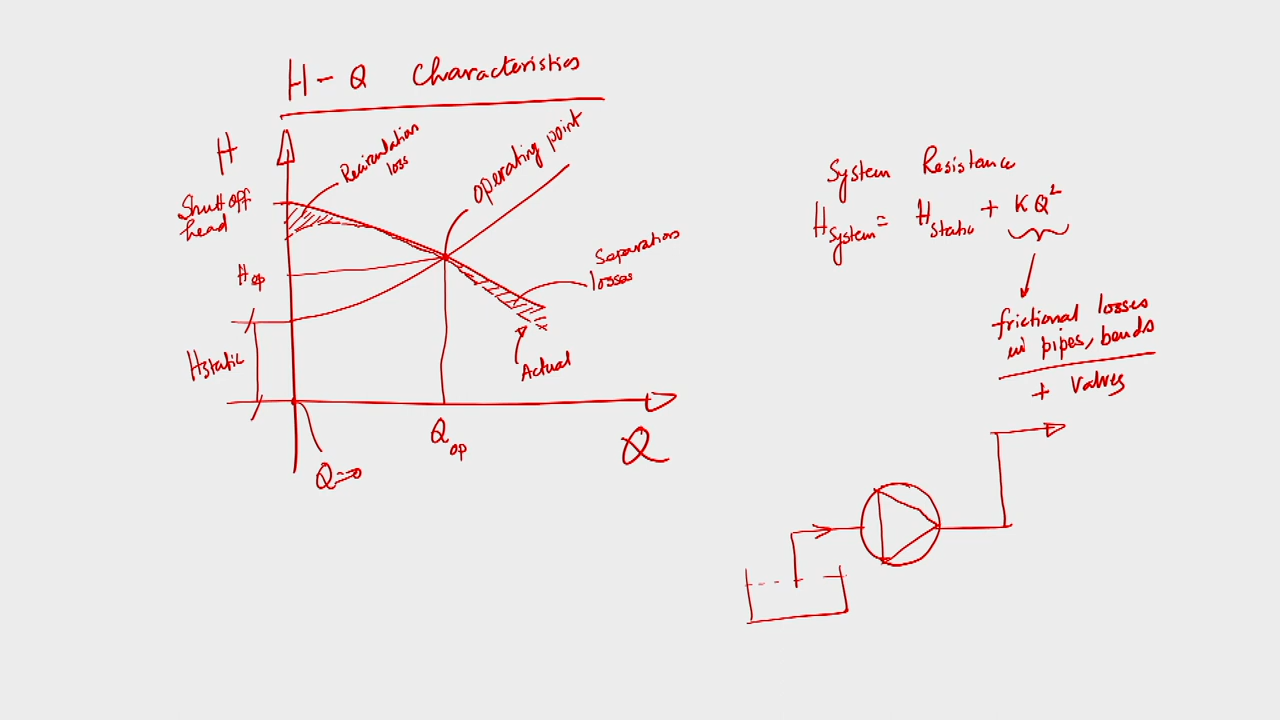 H - Q Characteristics
H
Recirculation
loss
operating point
Shutt off
head
Separation
losses
Hop
Hstatic
Actual
Qop
Q
Q=0
System Resistance
HSystem = HStatic + KQ²
frictional losses
in pipes, bends
+ valves